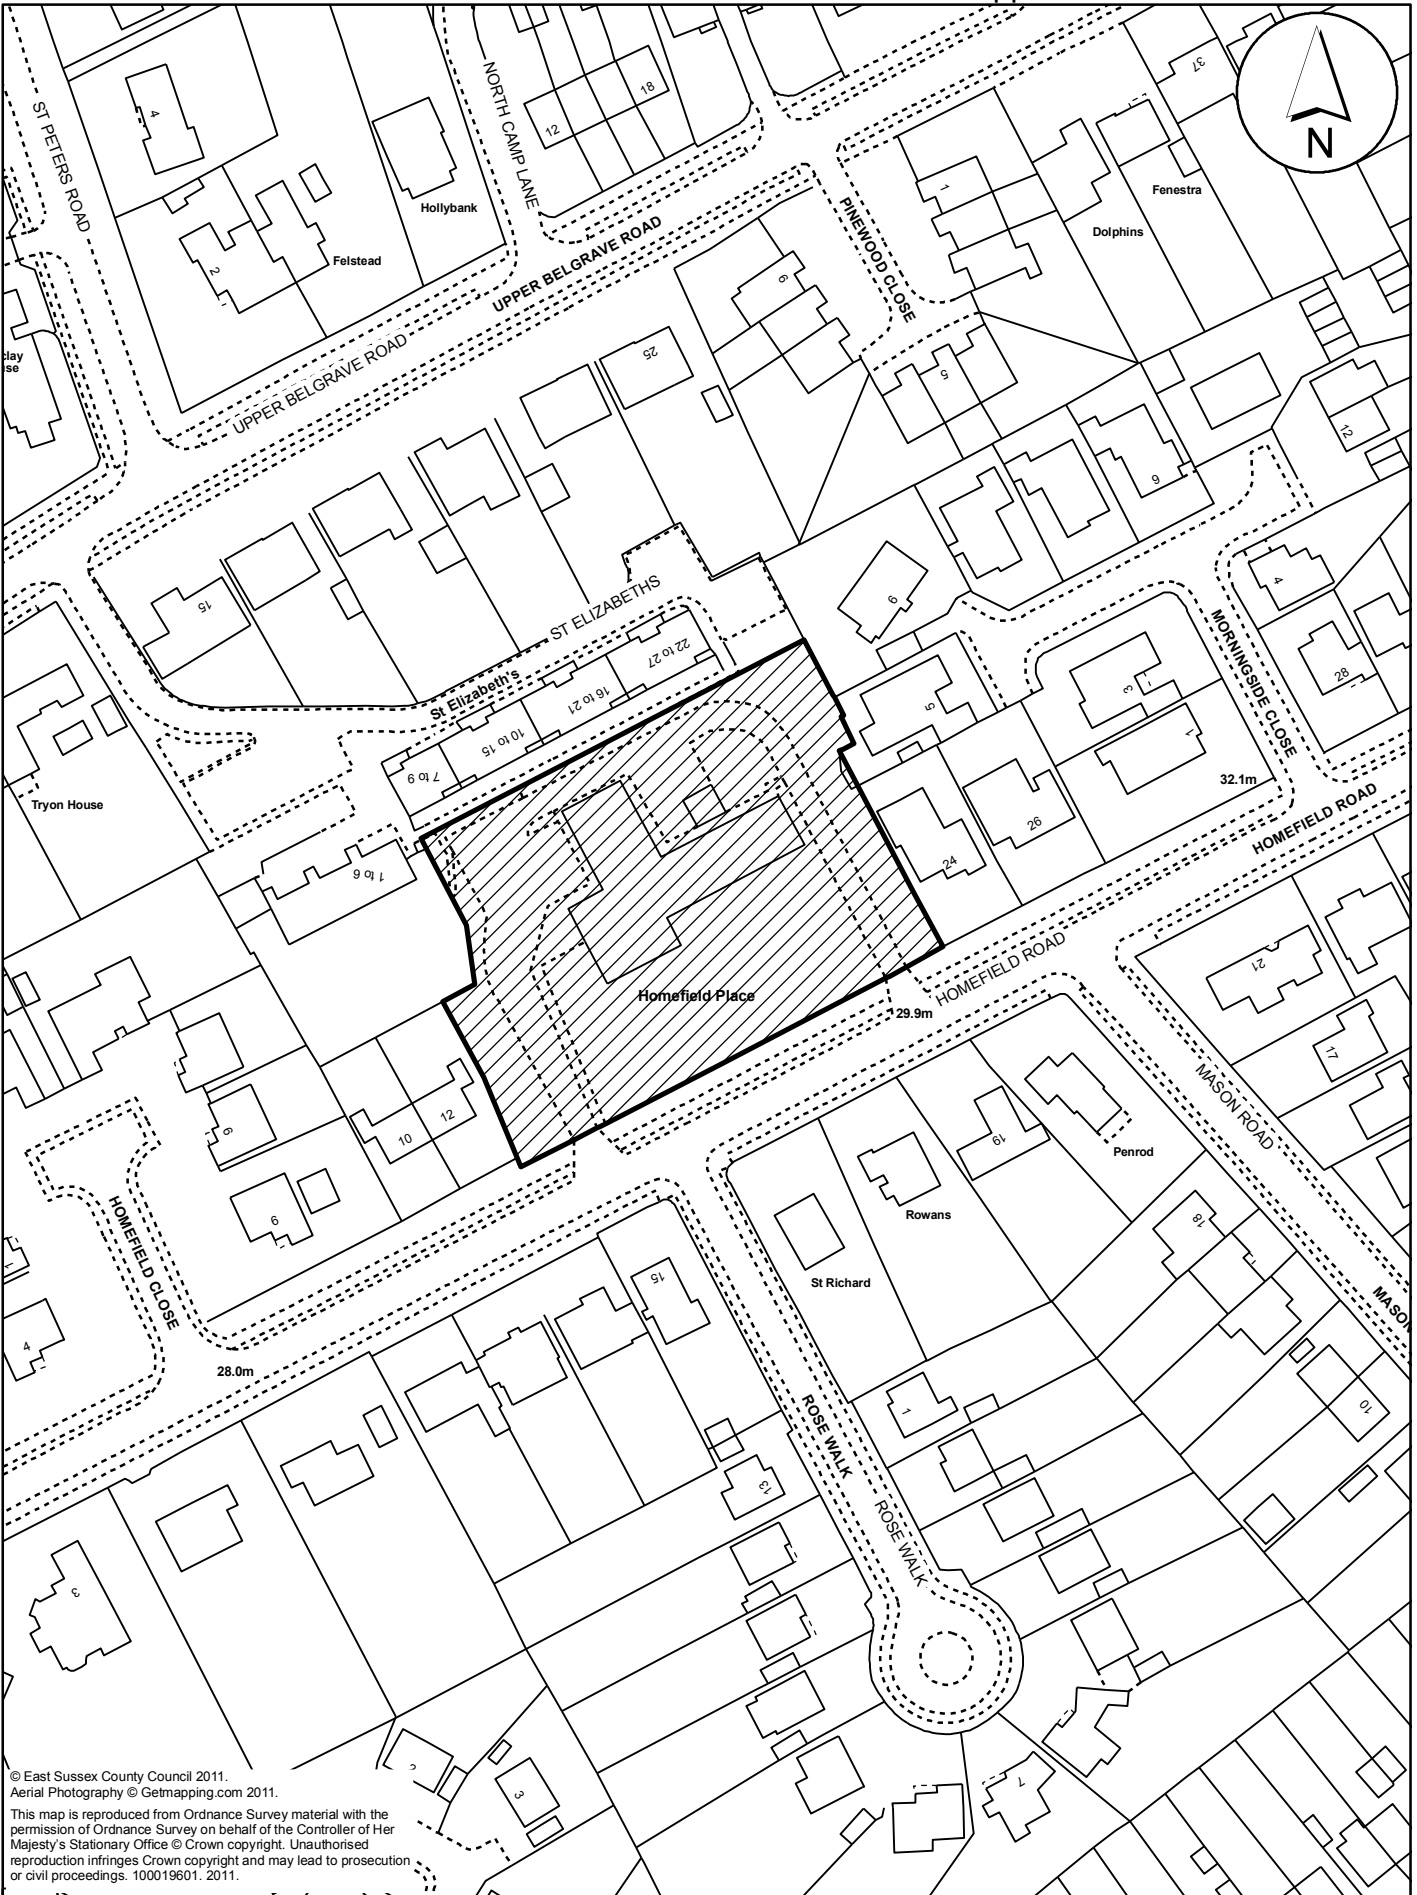 N
37
18
12
4
ST PETERS ROAD
NORTH CAMP LANE
Hollybank
Felstead
2
UPPER BELGRAVE ROAD
UPPER BELGRAVE ROAD
PINEWOOD CLOSE
1
Fenestra
Dolphins
6
25
5
12
9
15
ST ELIZABETHS
St Elizabeth's
22 to 27
16 to 21
10 to 15
7 to 9
1 to 6
Tryon House
5
3
1
4
28
MORNINGSIDE CLOSE
32.1m
HOMEFIELD ROAD
26
24
HOMEFIELD ROAD
29.9m
Homefield Place
21
17
MASON ROAD
MASON
19
Penrod
Rowans
St Richard
18
10
12
10
HOMEFIELD CLOSE
4
28.0m
15
1
ROSE WALK
ROSE WALK
13
3
3
7
© East Sussex County Council 2011.
Aerial Photography © Getmapping.com 2011.
This map is reproduced from Ordnance Survey material with the
permission of Ordnance Survey on behalf of the Controller of Her
Majesty's Stationary Office © Crown copyright. Unauthorised
reproduction infringes Crown copyright and may lead to prosecution
or civil proceedings. 100019601. 2011.